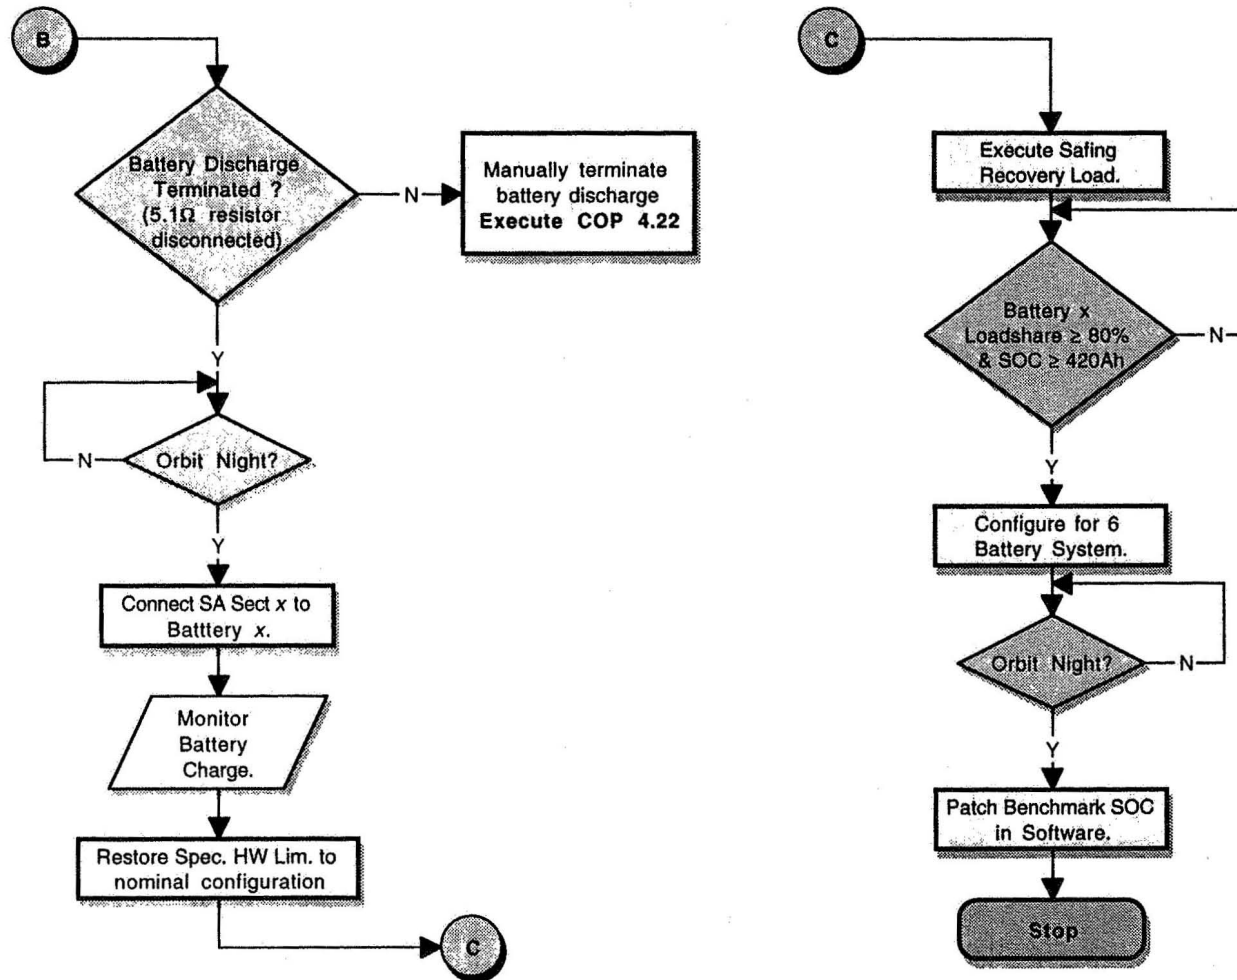 B
Battery Discharge
Terminated ?
(5.1Ω resistor
disconnected)
N
Manually terminate
battery discharge
Execute COP 4.22
Y
Orbit Night?
N
Y
Connect SA Sect x to
Batttery x.
Monitor
Battery
Charge.
Restore Spec. HW Lim. to
nominal configuration
C
C
Execute Safing
Recovery Load.
Battery x
Loadshare ≥ 80%
& SOC ≥ 420Ah
N
Y
Configure for 6
Battery System.
Orbit Night?
N
Y
Patch Benchmark SOC
in Software.
Stop